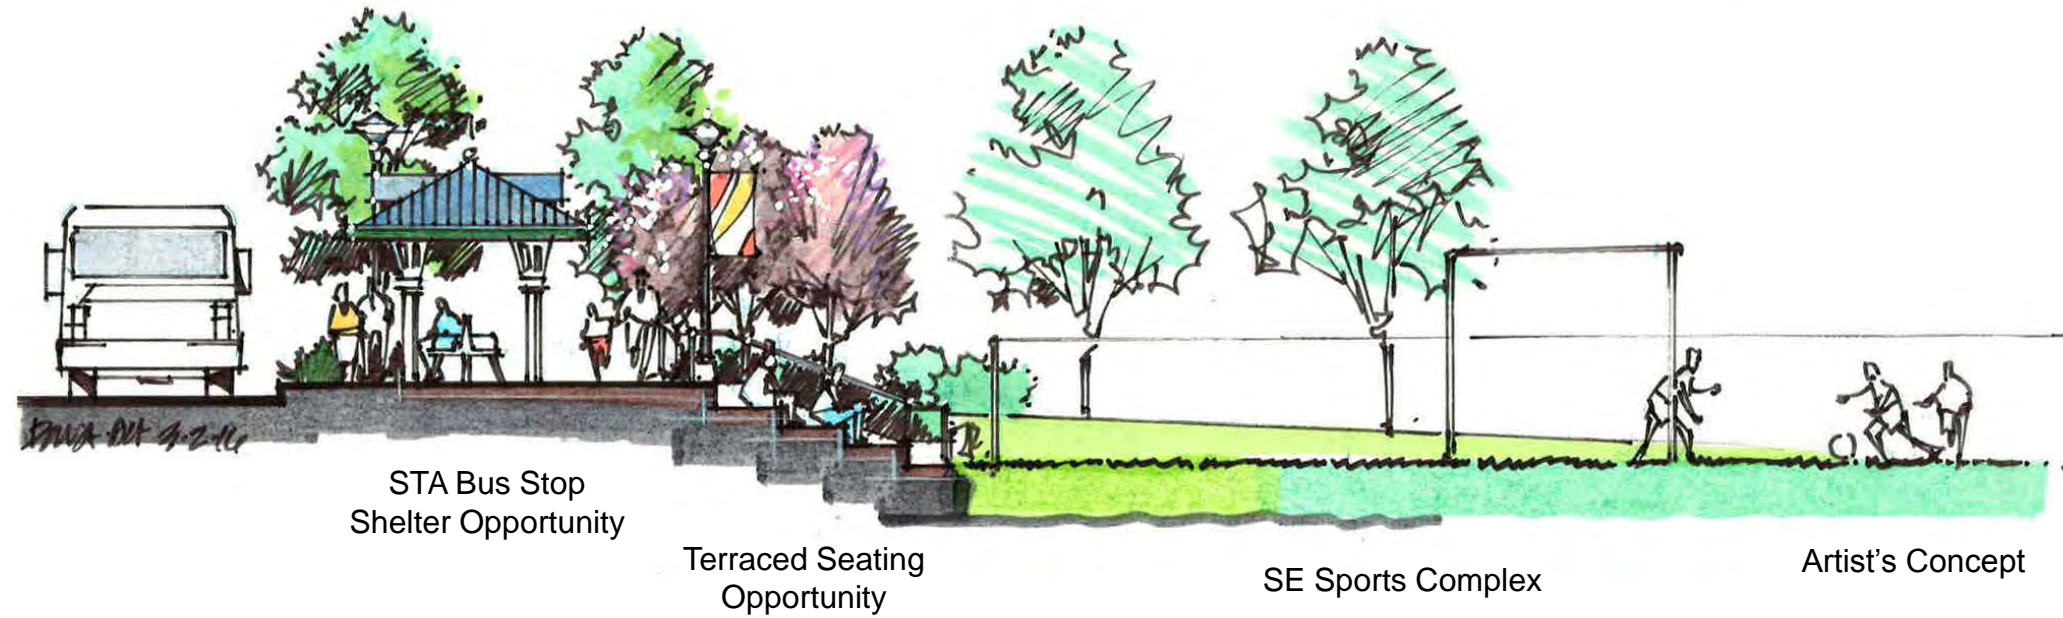 STA Bus Stop
Shelter Opportunity
Terraced Seating
Opportunity
SE Sports Complex
Artist's Concept